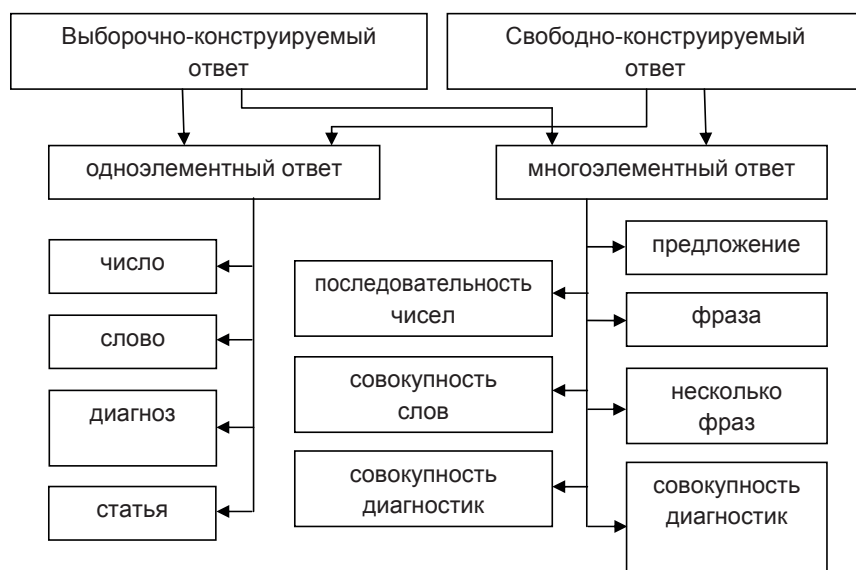 Выборочно-конструируемый
ответ
Свободно-конструируемый
ответ
одноэлементный ответ
многоэлементный ответ
число
слово
диагноз
статья
последовательность
чисел
совокупность
слов
совокупность
диагностик
предложение
фраза
несколько
фраз
совокупность
диагностик